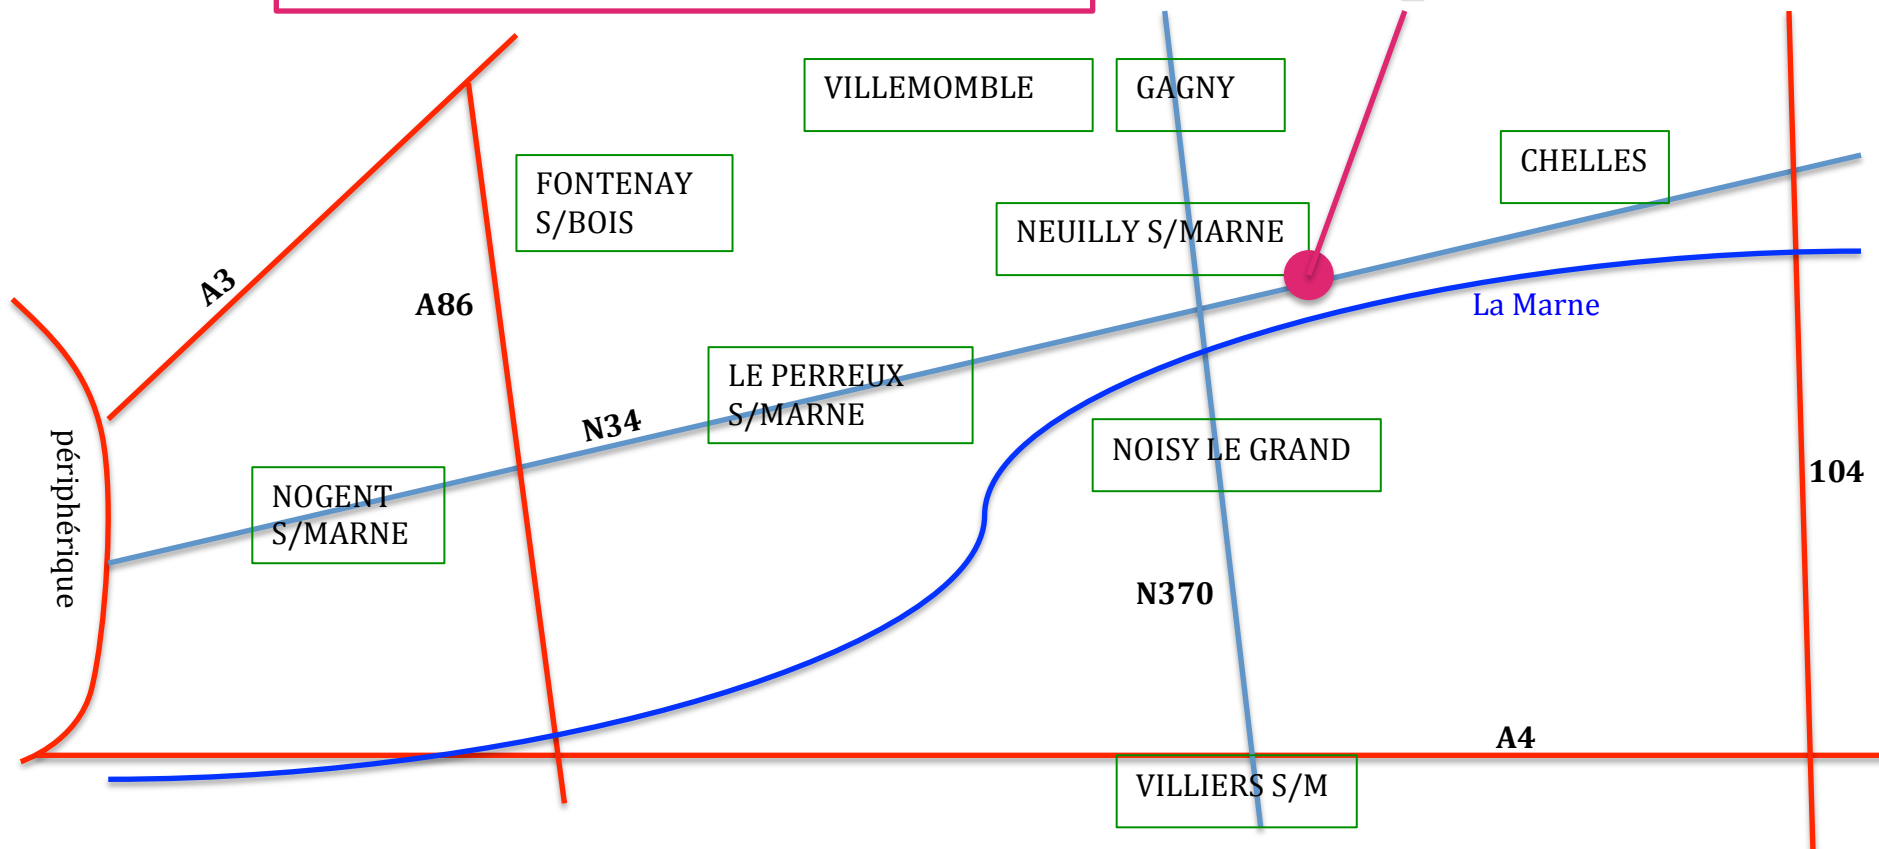 VILLEMOMBLE
GAGNY
CHELLES
FONTENAY
S/BOIS
NEUILLY S/MARNE
A3
A86
La Marne
LE PERREUX
S/MARNE
N34
périphérique
NOISY LE GRAND
104
NOGENT
S/MARNE
N370
A4
VILLIERS S/M